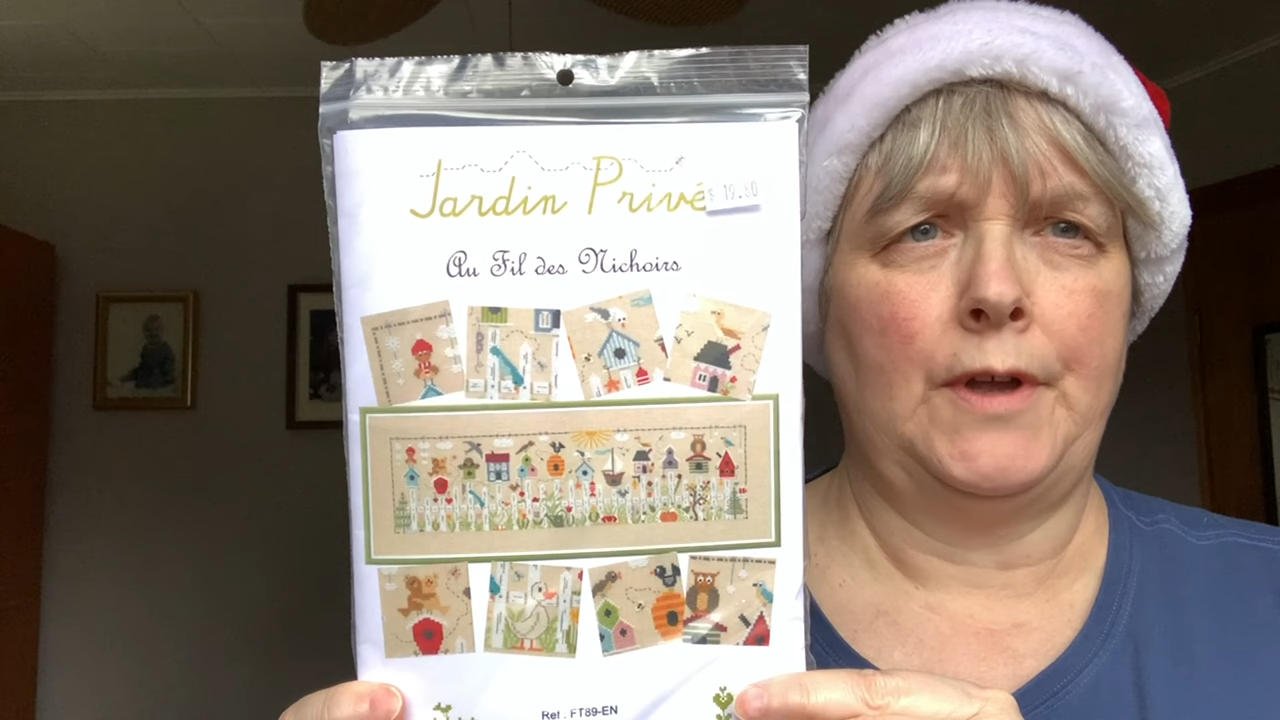 Jardin Privé
$ 19.80
Au Fil des Nichoirs
Ref : FT89-EN